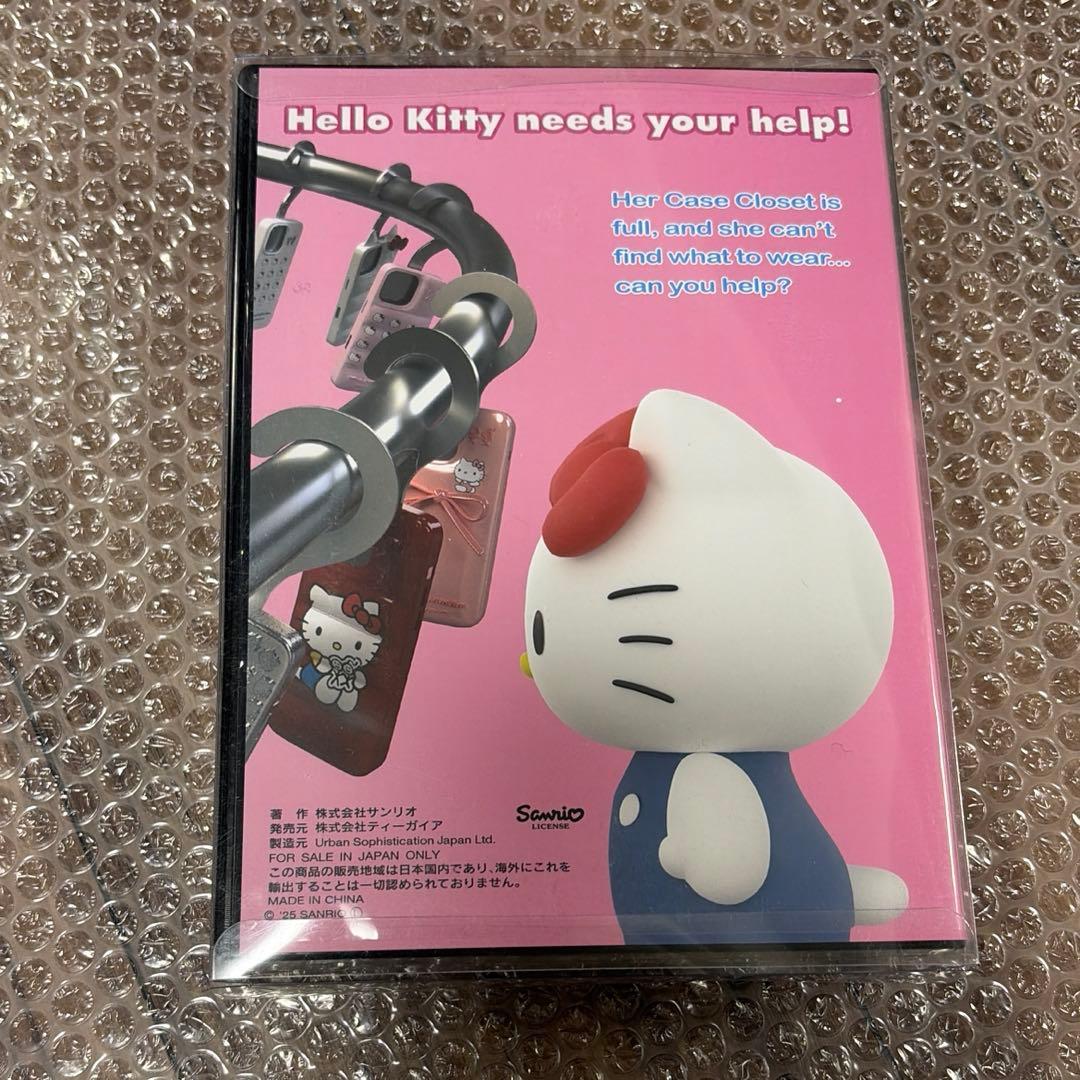 Hello Kitty needs your help!
Her Case Closet is
full, and she can't
find what to wear...
can you help?
著　作 株式会社サンリオ
発売元 株式会社ティーガイア
製造元 Urban Sophistication Japan Ltd.
FOR SALE IN JAPAN ONLY
この商品の販売地域は日本国内であり、海外にこれを
輸出することは一切認められておりません。
MADE IN CHINA
© '25 SANRIO Ⓛ
Sanrio
LICENSE